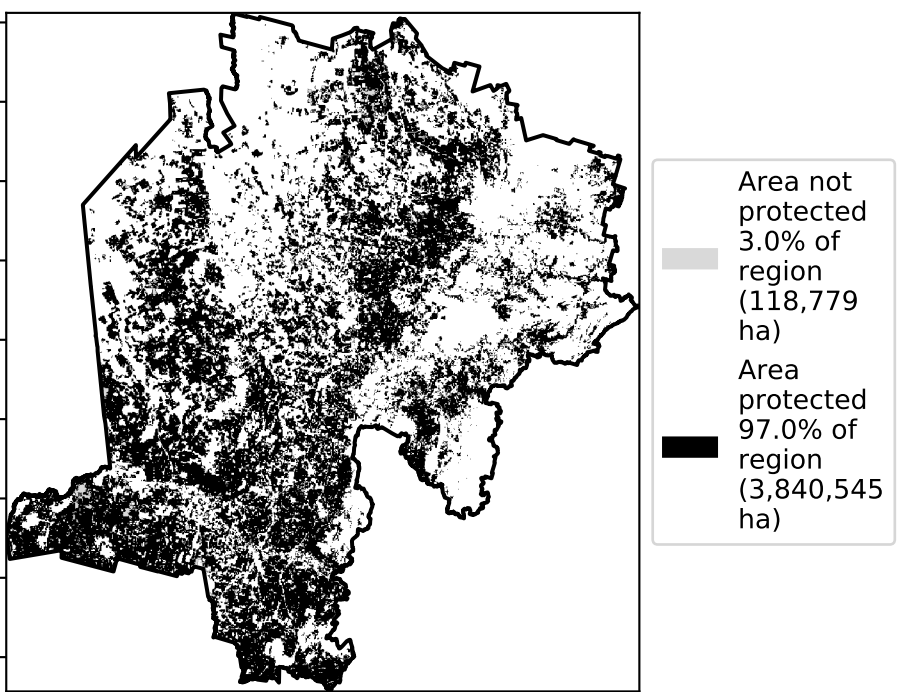 Area not
protected
3.0% of
region
(118,779
ha)
Area
protected
97.0% of
region
(3,840,545
ha)